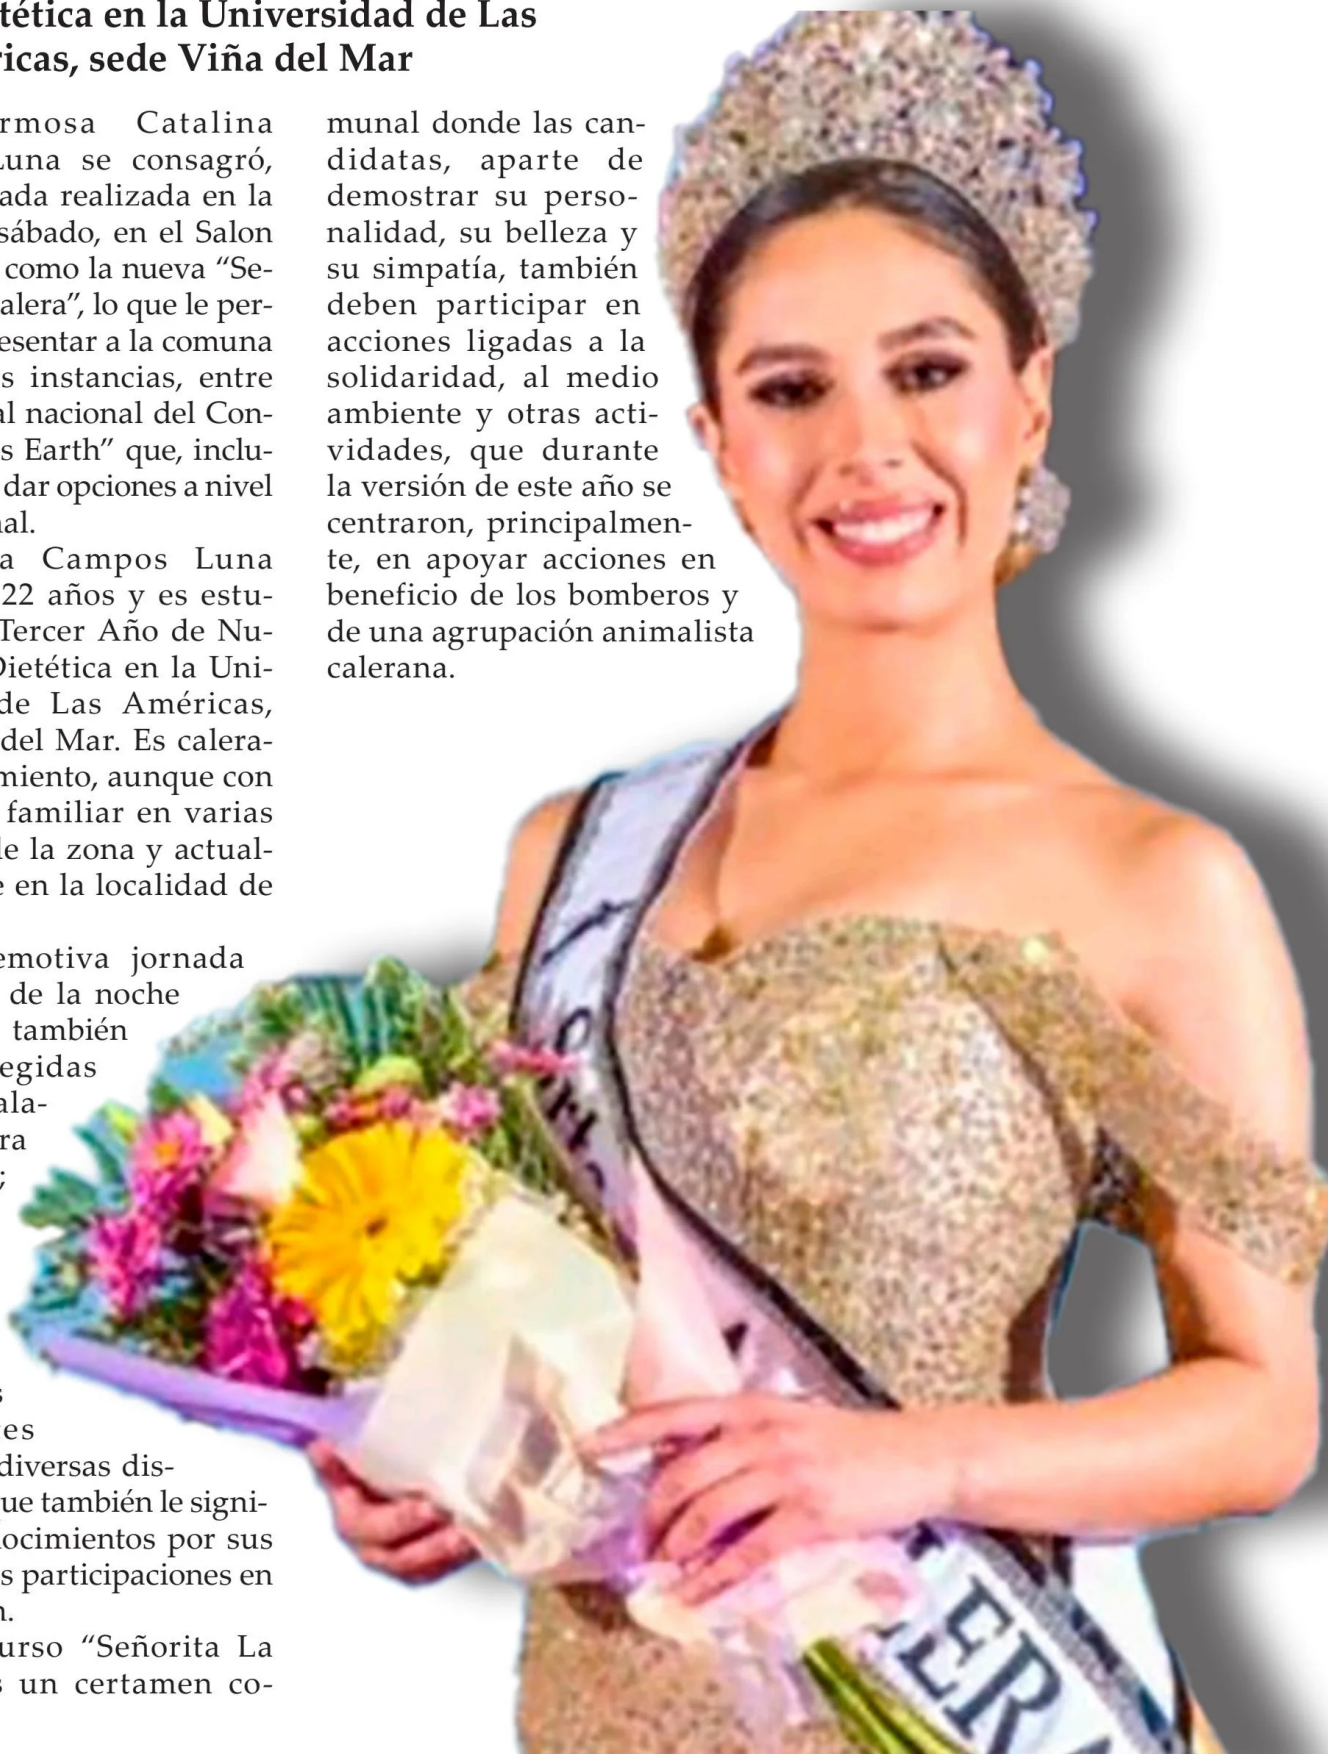 tética en la Universidad de Las
ricas, sede Viña del Mar
rmosa Catalina
Luna se consagró,
ada realizada en la
sábado, en el Salon
como la nueva “Se-
alera”, lo que le per-
esentar a la comuna
s instancias, entre
al nacional del Con-
s Earth” que, inclu-
dar opciones a nivel
nal.
a Campos Luna
22 años y es estu-
Tercer Año de Nu-
Dietética en la Uni-
de Las Américas,
del Mar. Es calera-
miento, aunque con
familiar en varias
de la zona y actual-
e en la localidad de
emotiva jornada
de la noche
también
egidas
ala-
ra
;
s
es
diversas dis-
ue también le signi-
nocimientos por sus
s participaciones en
n.
urso “Señorita La
s un certamen co-
munal donde las can-
didatas, aparte de
demostrar su perso-
nalidad, su belleza y
su simpatía, también
deben participar en
acciones ligadas a la
solidaridad, al medio
ambiente y otras acti-
vidades, que durante
la versión de este año se
centraron, principalmen-
te, en apoyar acciones en
beneficio de los bomberos y
de una agrupación animalista
calerana.
ERA